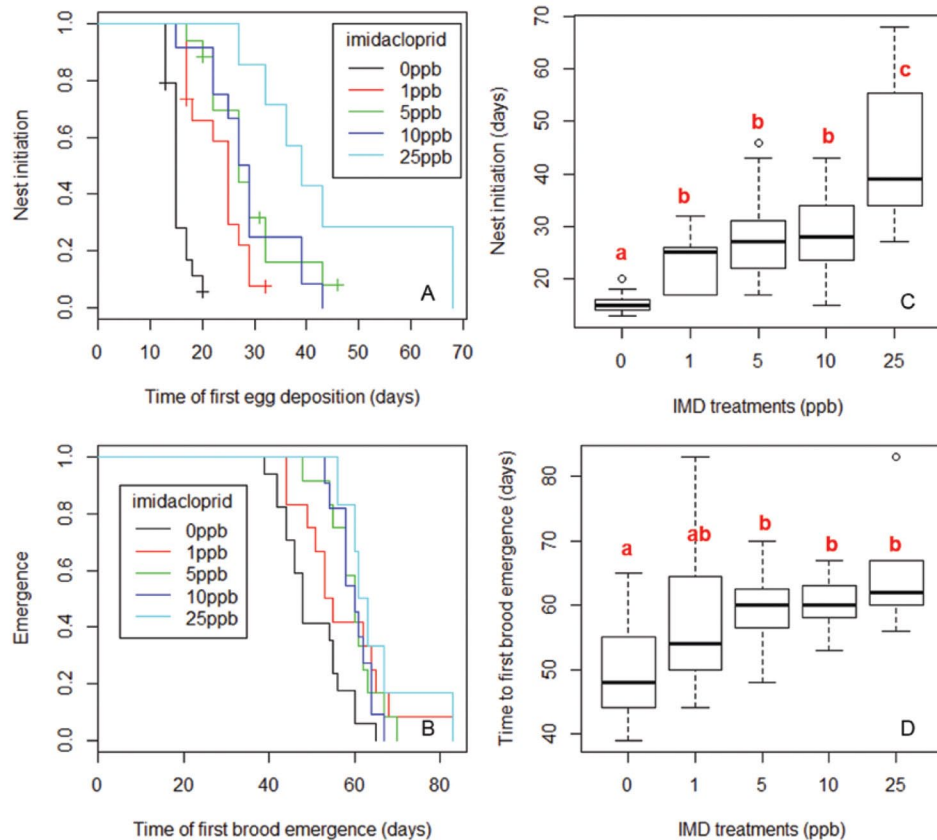 Nest initiation
1.0
0.8
0.6
0.4
0.2
0.0
imidacloprid
0ppb
1ppb
5ppb
10ppb
25ppb
A
0 10 20 30 40 50 60 70
Time of first egg deposition (days)
Nest initiation (days)
70
60
50
40
30
20
a
b
b
b
c
C
0 1 5 10 25
IMD treatments (ppb)
Emergence
1.0
0.8
0.6
0.4
0.2
0.0
imidacloprid
0ppb
1ppb
5ppb
10ppb
25ppb
B
0 20 40 60 80
Time of first brood emergence (days)
Time to first brood emergence (days)
80
70
60
50
40
a
ab
b
b
b
D
0 1 5 10 25
IMD treatments (ppb)